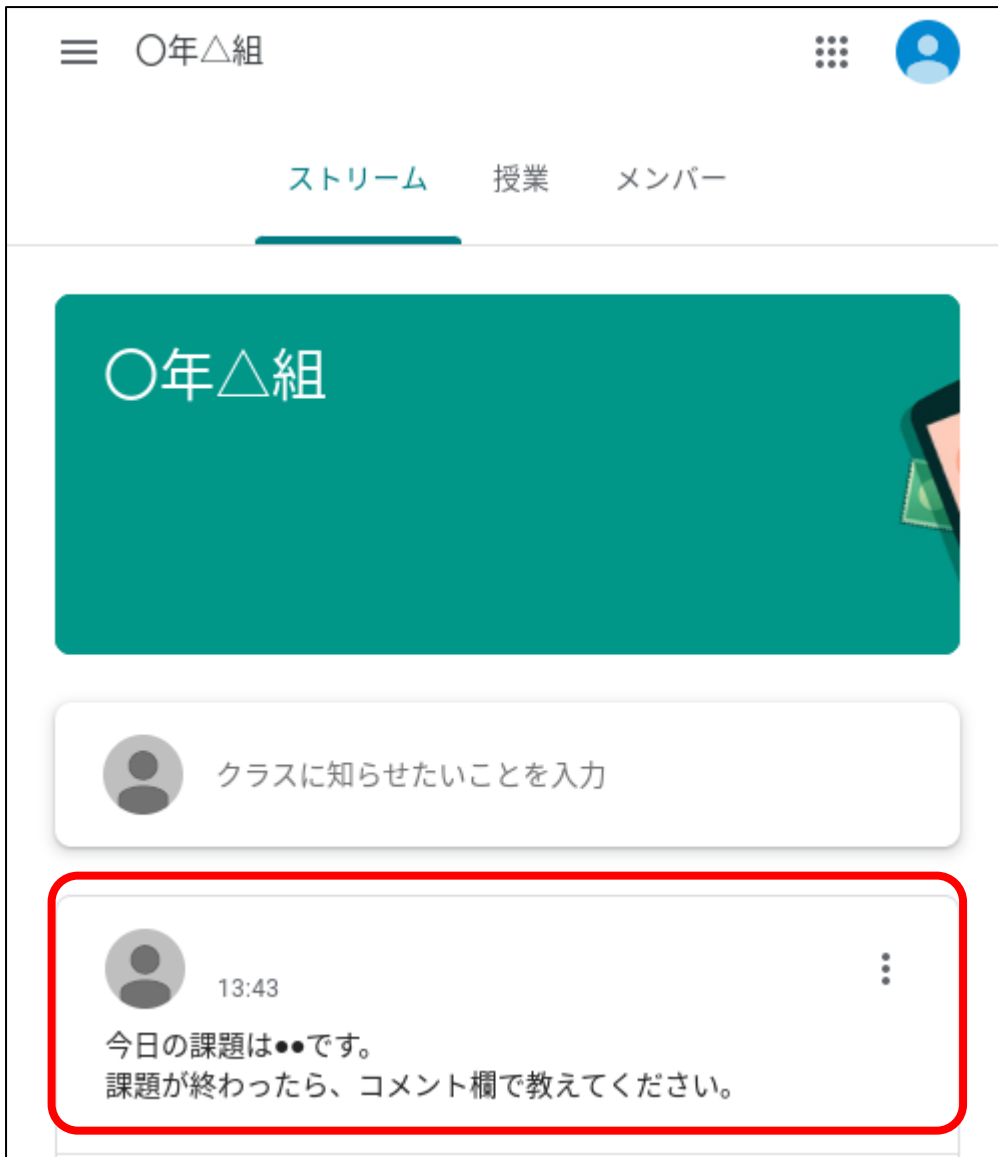 〇年△組
ストリーム 授業 メンバー
〇年△組
クラスに知らせたいことを入力
13:43
今日の課題は●●です。
課題が終わったら、コメント欄で教えてください。